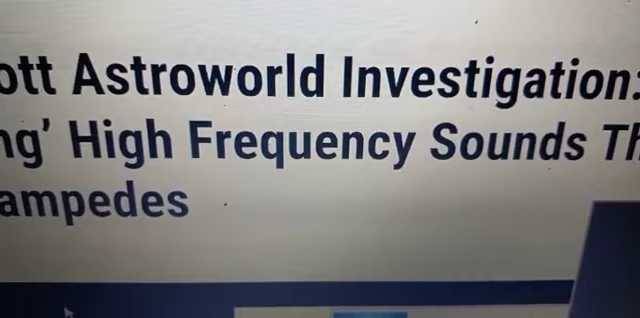 ott Astroworld Investigation:
ng' High Frequency Sounds Th
ampedes